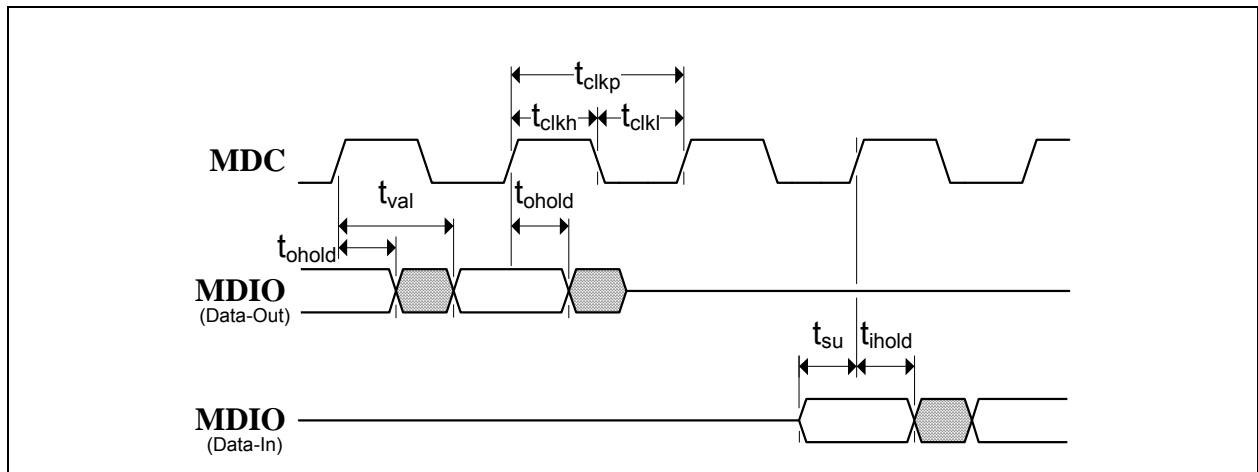 tclkp
tclkh tclkl
MDC
tval tohold
tohold
MDIO
(Data-Out)
tsu tihold
MDIO
(Data-In)